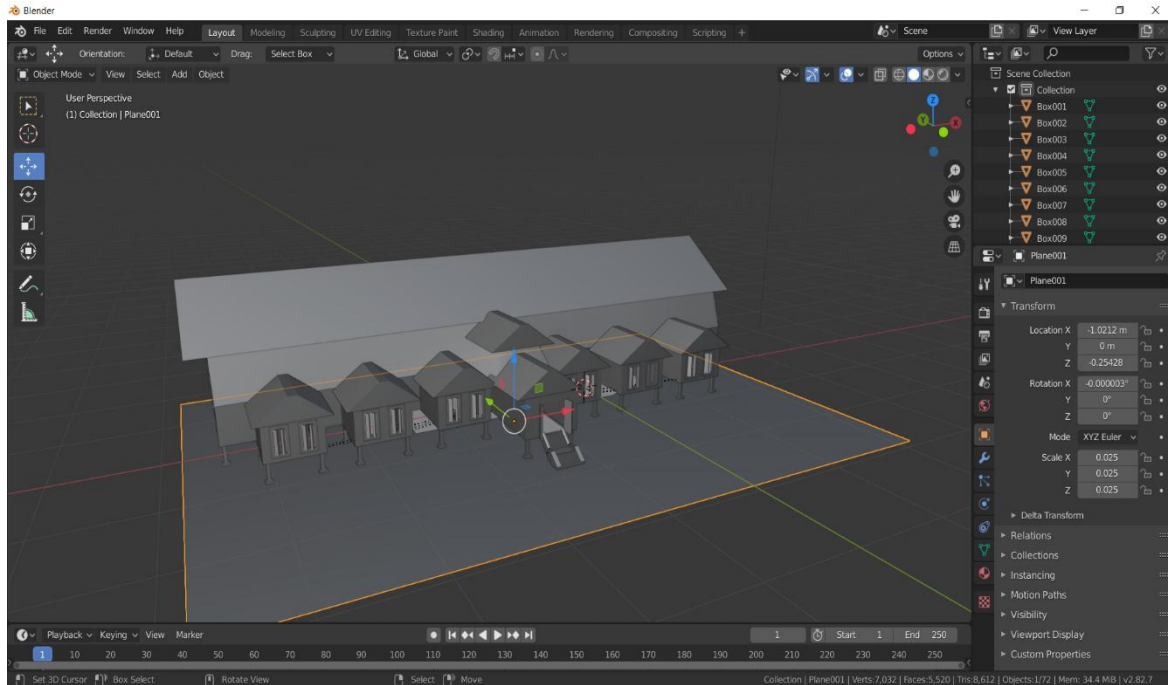 Blender
File Edit Render Window Help Layout Modeling Sculpting UV Editing Texture Paint Shading Animation Rendering Compositing Scripting + Scene View Layer
Orientation: Default Drag: Select Box Global Options
Object Mode View Select Add Object
User Perspective
(1) Collection | Plane001
Z
Y
X
Scene Collection
Collection
Box001
Box002
Box003
Box004
Box005
Box006
Box007
Box008
Box009
Plane001
Plane001
Transform
Location X -1.0212 m
Y 0 m
Z -0.25428
Rotation X -0.000003°
Y 0°
Z 0°
Mode XYZ Euler
Scale X 0.025
Y 0.025
Z 0.025
Delta Transform
Relations
Collections
Instancing
Motion Paths
Visibility
Viewport Display
Custom Properties
Playback Keying View Marker 1 Start 1 End 250
1 10 20 30 40 50 60 70 80 90 100 110 120 130 140 150 160 170 180 190 200 210 220 230 240 250
Set 3D Cursor Box Select Rotate View Select Move Collection | Plane001 | Verts:7,032 | Faces:5,520 | Tris:8,612 | Objects:1/72 | Mem: 34.4 MiB | v2.82.7